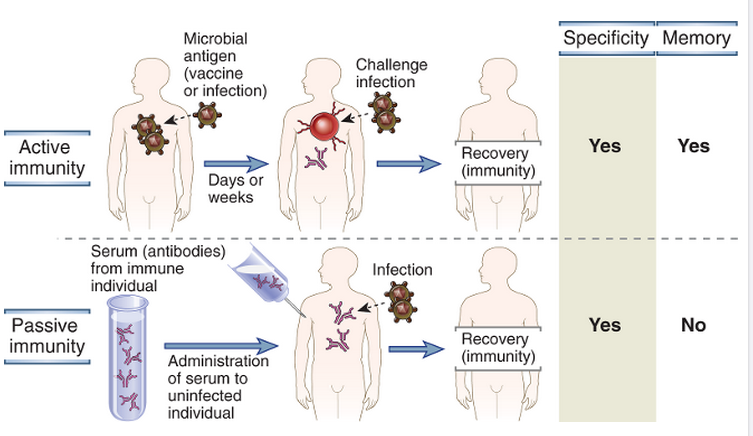 Specificity
Memory
Microbial
antigen
(vaccine
or infection)
Challenge
infection
Active
immunity
Days or
weeks
Recovery
(immunity)
Yes
Yes
Serum (antibodies)
from immune
individual
Infection
Passive
immunity
Administration
of serum to
uninfected
individual
Recovery
(immunity)
Yes
No